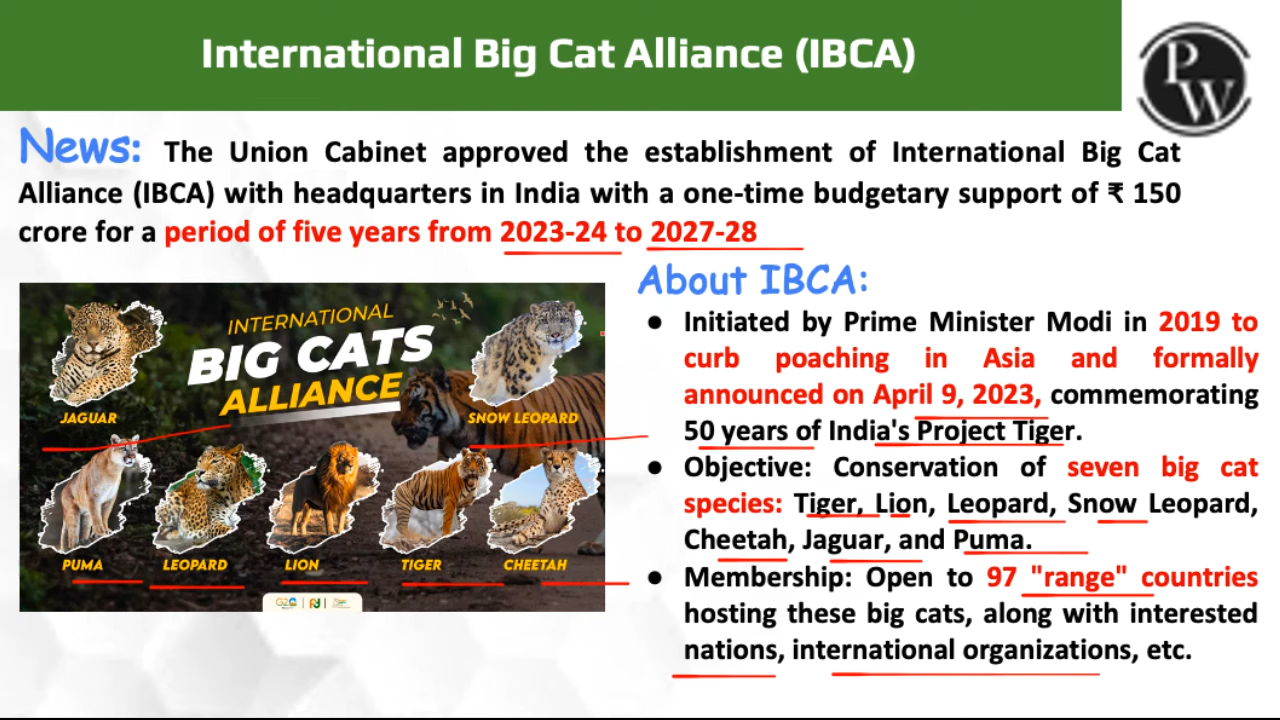 International Big Cat Alliance (IBCA)
PW
News: The Union Cabinet approved the establishment of International Big Cat
Alliance (IBCA) with headquarters in India with a one-time budgetary support of ₹ 150
crore for a period of five years from 2023-24 to 2027-28
INTERNATIONAL
BIG CATS
ALLIANCE
JAGUAR
SNOW LEOPARD
PUMA
LEOPARD
LION
TIGER
CHEETAH
G20
About IBCA:
● Initiated by Prime Minister Modi in 2019 to
curb poaching in Asia and formally
announced on April 9, 2023, commemorating
50 years of India's Project Tiger.
● Objective: Conservation of seven big cat
species: Tiger, Lion, Leopard, Snow Leopard,
Cheetah, Jaguar, and Puma.
● Membership: Open to 97 "range" countries
hosting these big cats, along with interested
nations, international organizations, etc.